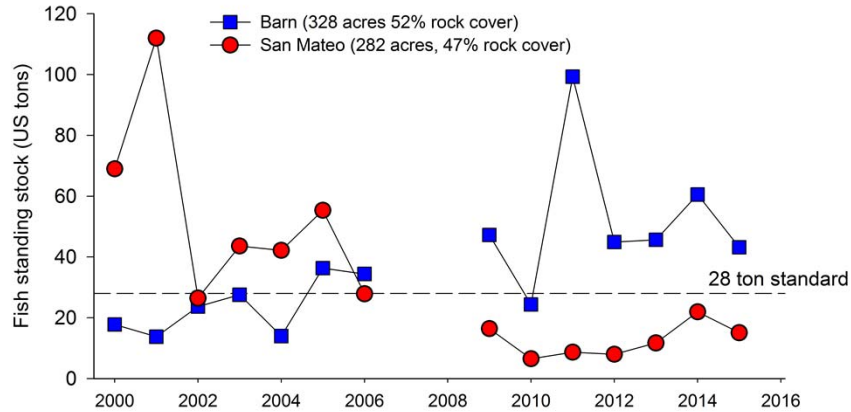 Barn (328 acres 52% rock cover)
San Mateo (282 acres, 47% rock cover)
Fish standing stock (US tons)
120
100
80
60
40
20
0
28 ton standard
2000 2002 2004 2006 2008 2010 2012 2014 2016